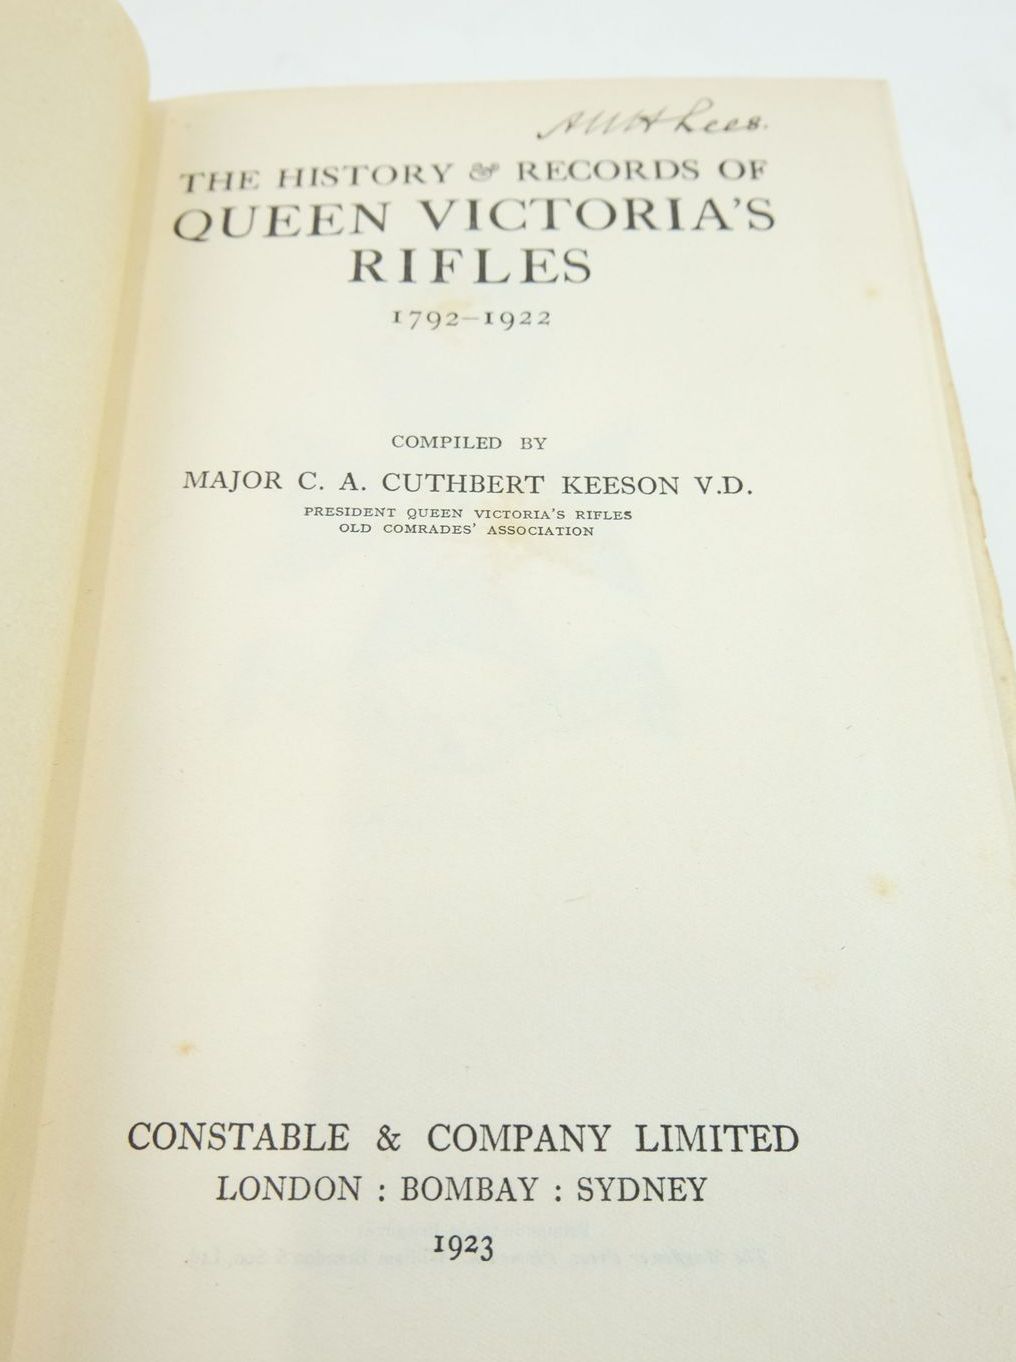 Lees.
THE HISTORY & RECORDS OF
QUEEN VICTORIA'S
RIFLES
1792–1922
COMPILED BY
MAJOR C. A. CUTHBERT KEESON V.D.
PRESIDENT QUEEN VICTORIA'S RIFLES
OLD COMRADES' ASSOCIATION
CONSTABLE & COMPANY LIMITED
LONDON : BOMBAY : SYDNEY
1923